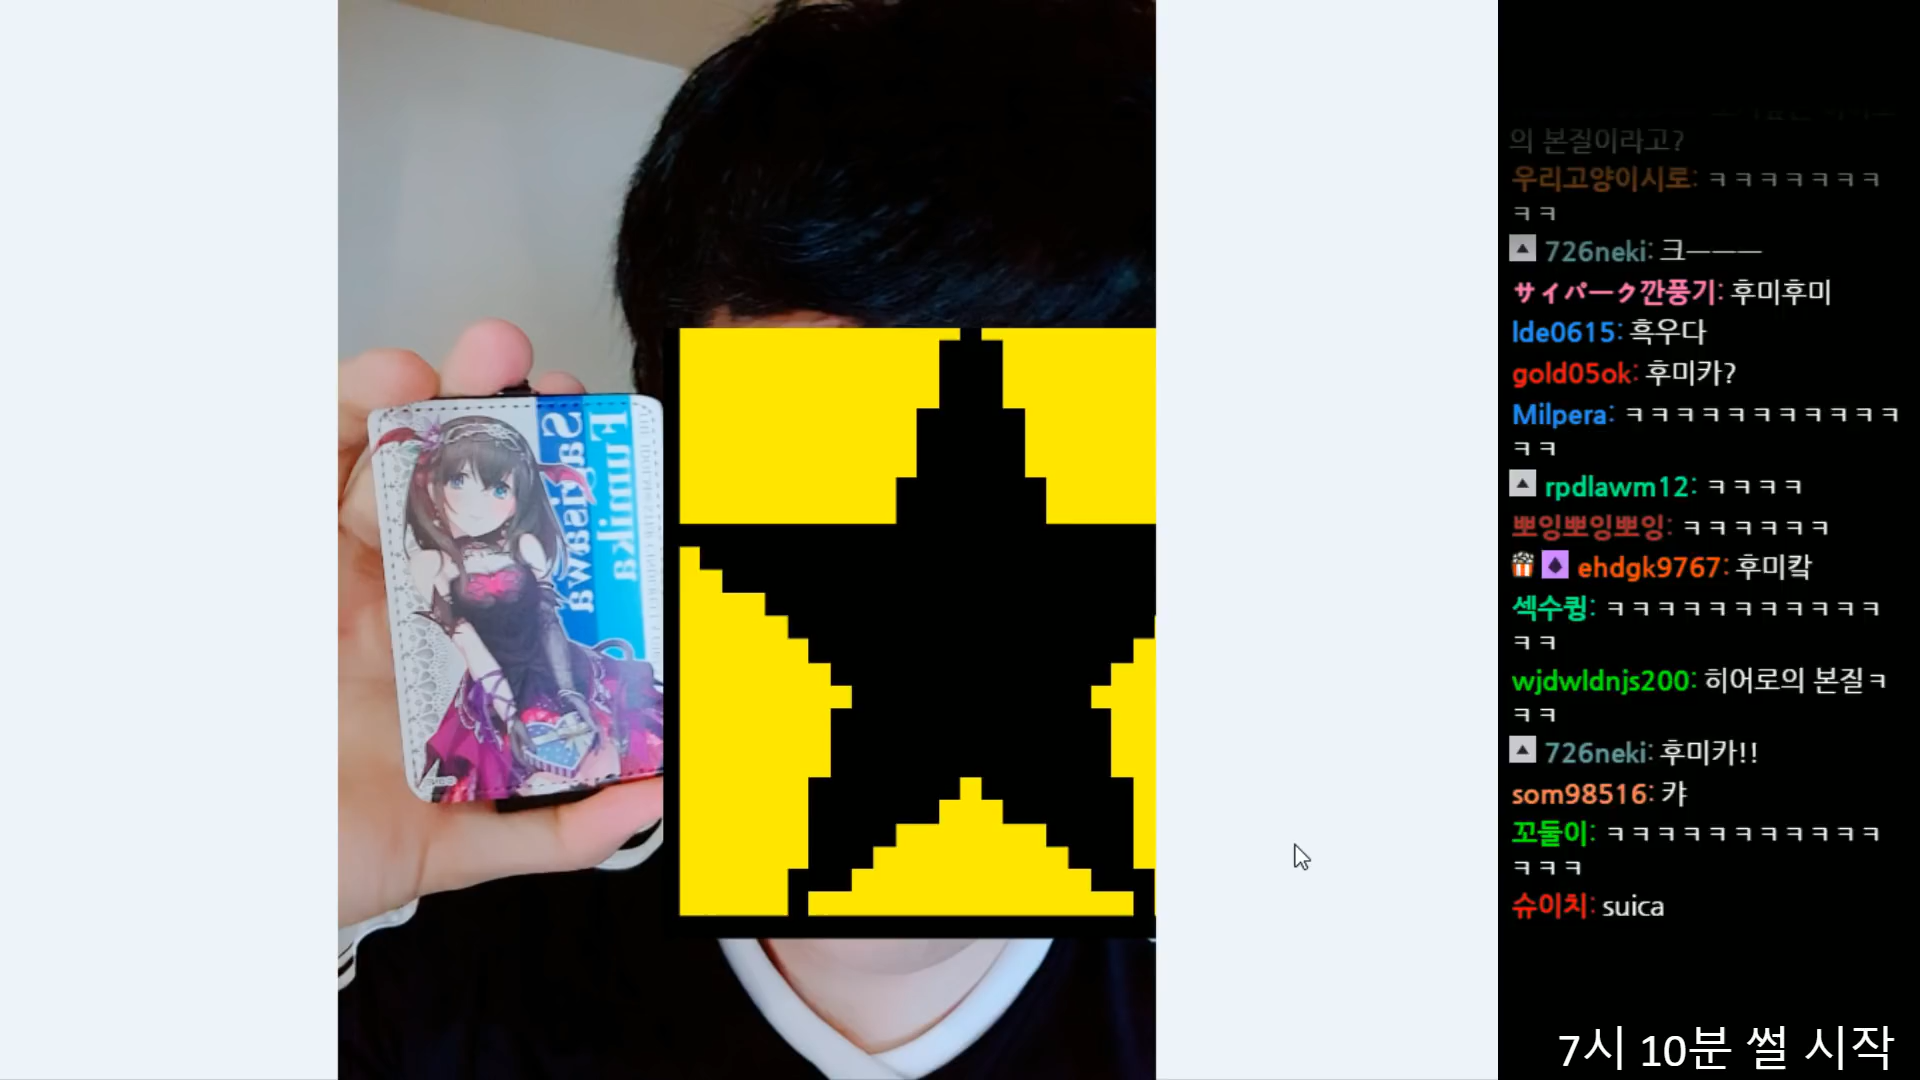 Sagisawa
Fumika
의 본질이라고?
우리고양이시로: ㅋㅋㅋㅋㅋㅋㅋ
ㅋㅋ
726neki: 크━━━
サイパーク깐풍기: 후미후미
lde0615: 흑우다
gold05ok: 후미카?
Milpera: ㅋㅋㅋㅋㅋㅋㅋㅋㅋㅋㅋ
ㅋㅋ
rpdlawm12: ㅋㅋㅋㅋ
뽀잉뽀잉뽀잉: ㅋㅋㅋㅋㅋㅋ
ehdgk9767: 후미캌
섹수큉: ㅋㅋㅋㅋㅋㅋㅋㅋㅋㅋㅋ
ㅋㅋ
wjdwldnjs200: 히어로의 본질ㅋ
ㅋㅋ
726neki: 후미카!!
som98516: 캬
꼬둘이: ㅋㅋㅋㅋㅋㅋㅋㅋㅋㅋㅋ
ㅋㅋㅋ
슈이치: suica
7시 10분 썰 시작